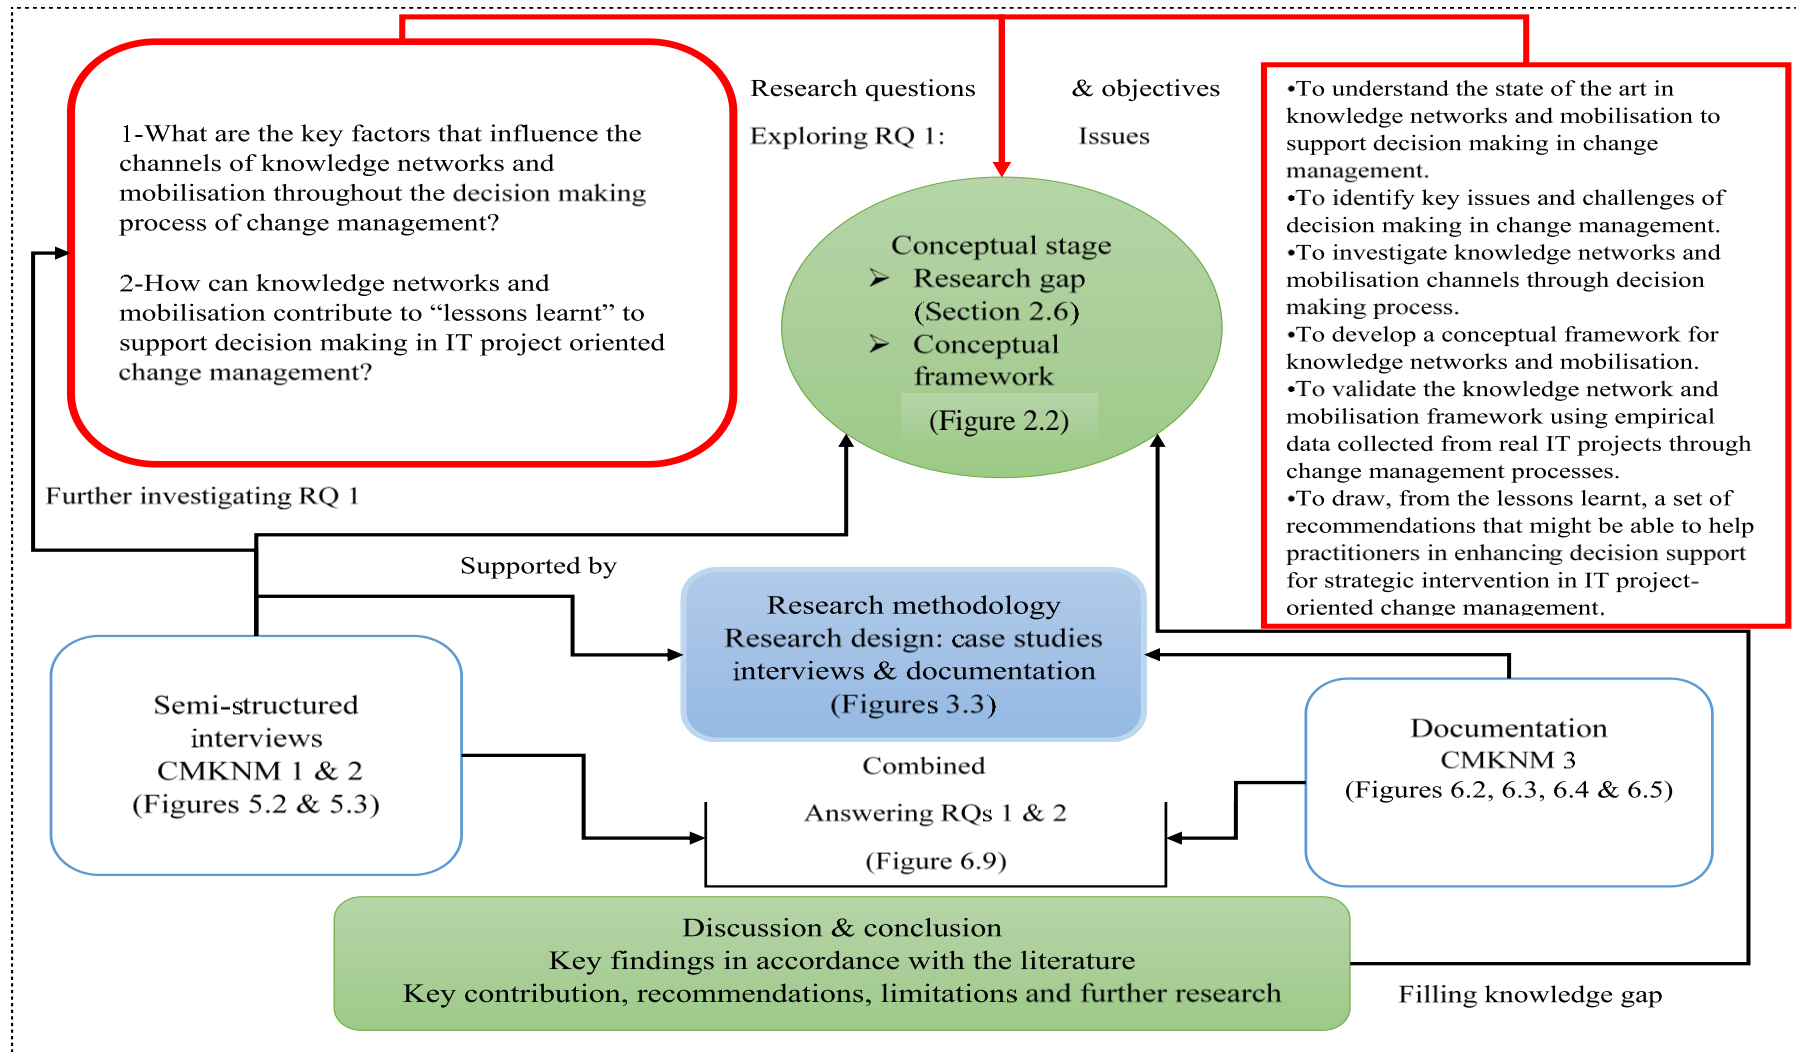 1-What are the key factors that influence the
channels of knowledge networks and
mobilisation throughout the decision making
process of change management?
2-How can knowledge networks and
mobilisation contribute to “lessons learnt” to
support decision making in IT project oriented
change management?
Research questions & objectives
Exploring RQ 1: Issues
•To understand the state of the art in
knowledge networks and mobilisation to
support decision making in change
management.
•To identify key issues and challenges of
decision making in change management.
•To investigate knowledge networks and
mobilisation channels through decision
making process.
•To develop a conceptual framework for
knowledge networks and mobilisation.
•To validate the knowledge network and
mobilisation framework using empirical
data collected from real IT projects through
change management processes.
•To draw, from the lessons learnt, a set of
recommendations that might be able to help
practitioners in enhancing decision support
for strategic intervention in IT project-
oriented change management.
Conceptual stage
➢ Research gap
(Section 2.6)
➢ Conceptual
framework
(Figure 2.2)
Further investigating RQ 1
Supported by
Research methodology
Research design: case studies
interviews & documentation
(Figures 3.3)
Semi-structured
interviews
CMKNM 1 & 2
(Figures 5.2 & 5.3)
Documentation
CMKNM 3
(Figures 6.2, 6.3, 6.4 & 6.5)
Combined
Answering RQs 1 & 2
(Figure 6.9)
Discussion & conclusion
Key findings in accordance with the literature
Key contribution, recommendations, limitations and further research
Filling knowledge gap